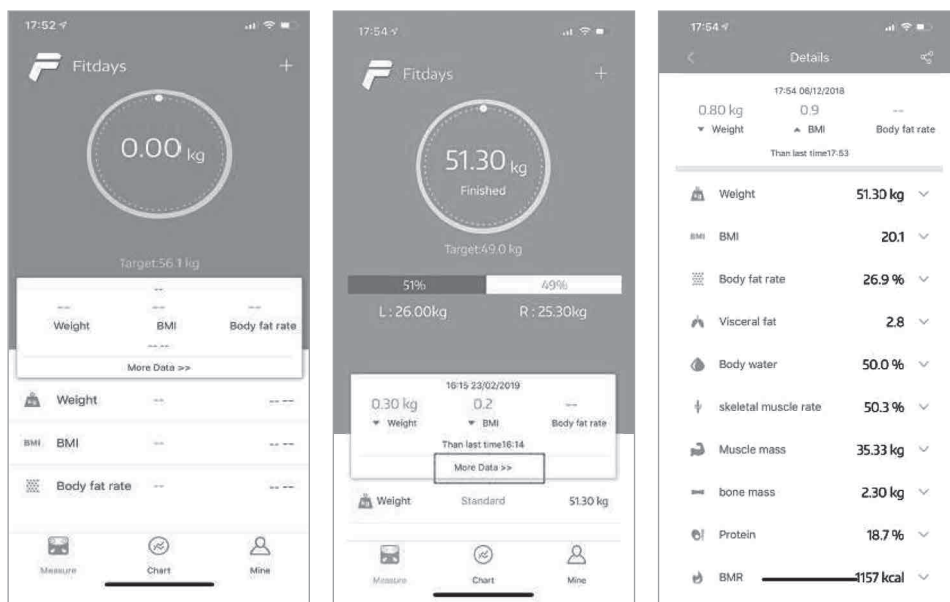 17:52
Fitdays
+
0.00 kg
Target:56.1 kg
--
-- -- --
Weight BMI Body fat rate
-- --
More Data >>
Weight -- -- --
BMI BMI -- -- --
Body fat rate -- -- --
Measure Chart Mine
17:54
Fitdays
+
51.30 kg
Finished
Target:49.0 kg
51% 49%
L : 26.00kg R : 25.30kg
16:15 23/02/2019
0.30 kg 0.2 --
Weight BMI Body fat rate
Than last time16:14
More Data >>
Weight Standard 51.30 kg
Measure Chart Mine
17:54
Details
17:54 06/12/2018
0.80 kg 0.9 --
Weight BMI Body fat rate
Than last time17:53
Weight 51.30 kg
BMI BMI 20.1
Body fat rate 26.9 %
Visceral fat 2.8
Body water 50.0 %
skeletal muscle rate 50.3 %
Muscle mass 35.33 kg
bone mass 2.30 kg
Protein 18.7 %
BMR 1157 kcal